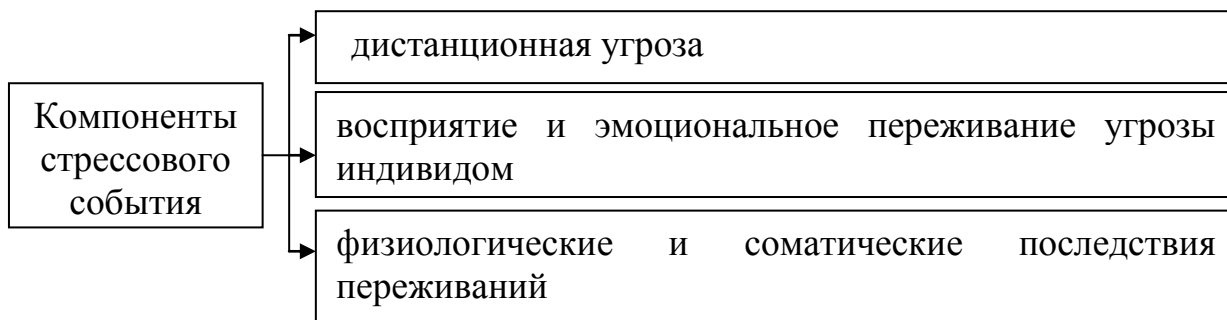 Компоненты
стрессового
события
дистанционная угроза
восприятие и эмоциональное переживание угрозы
индивидом
физиологические и соматические последствия
переживаний